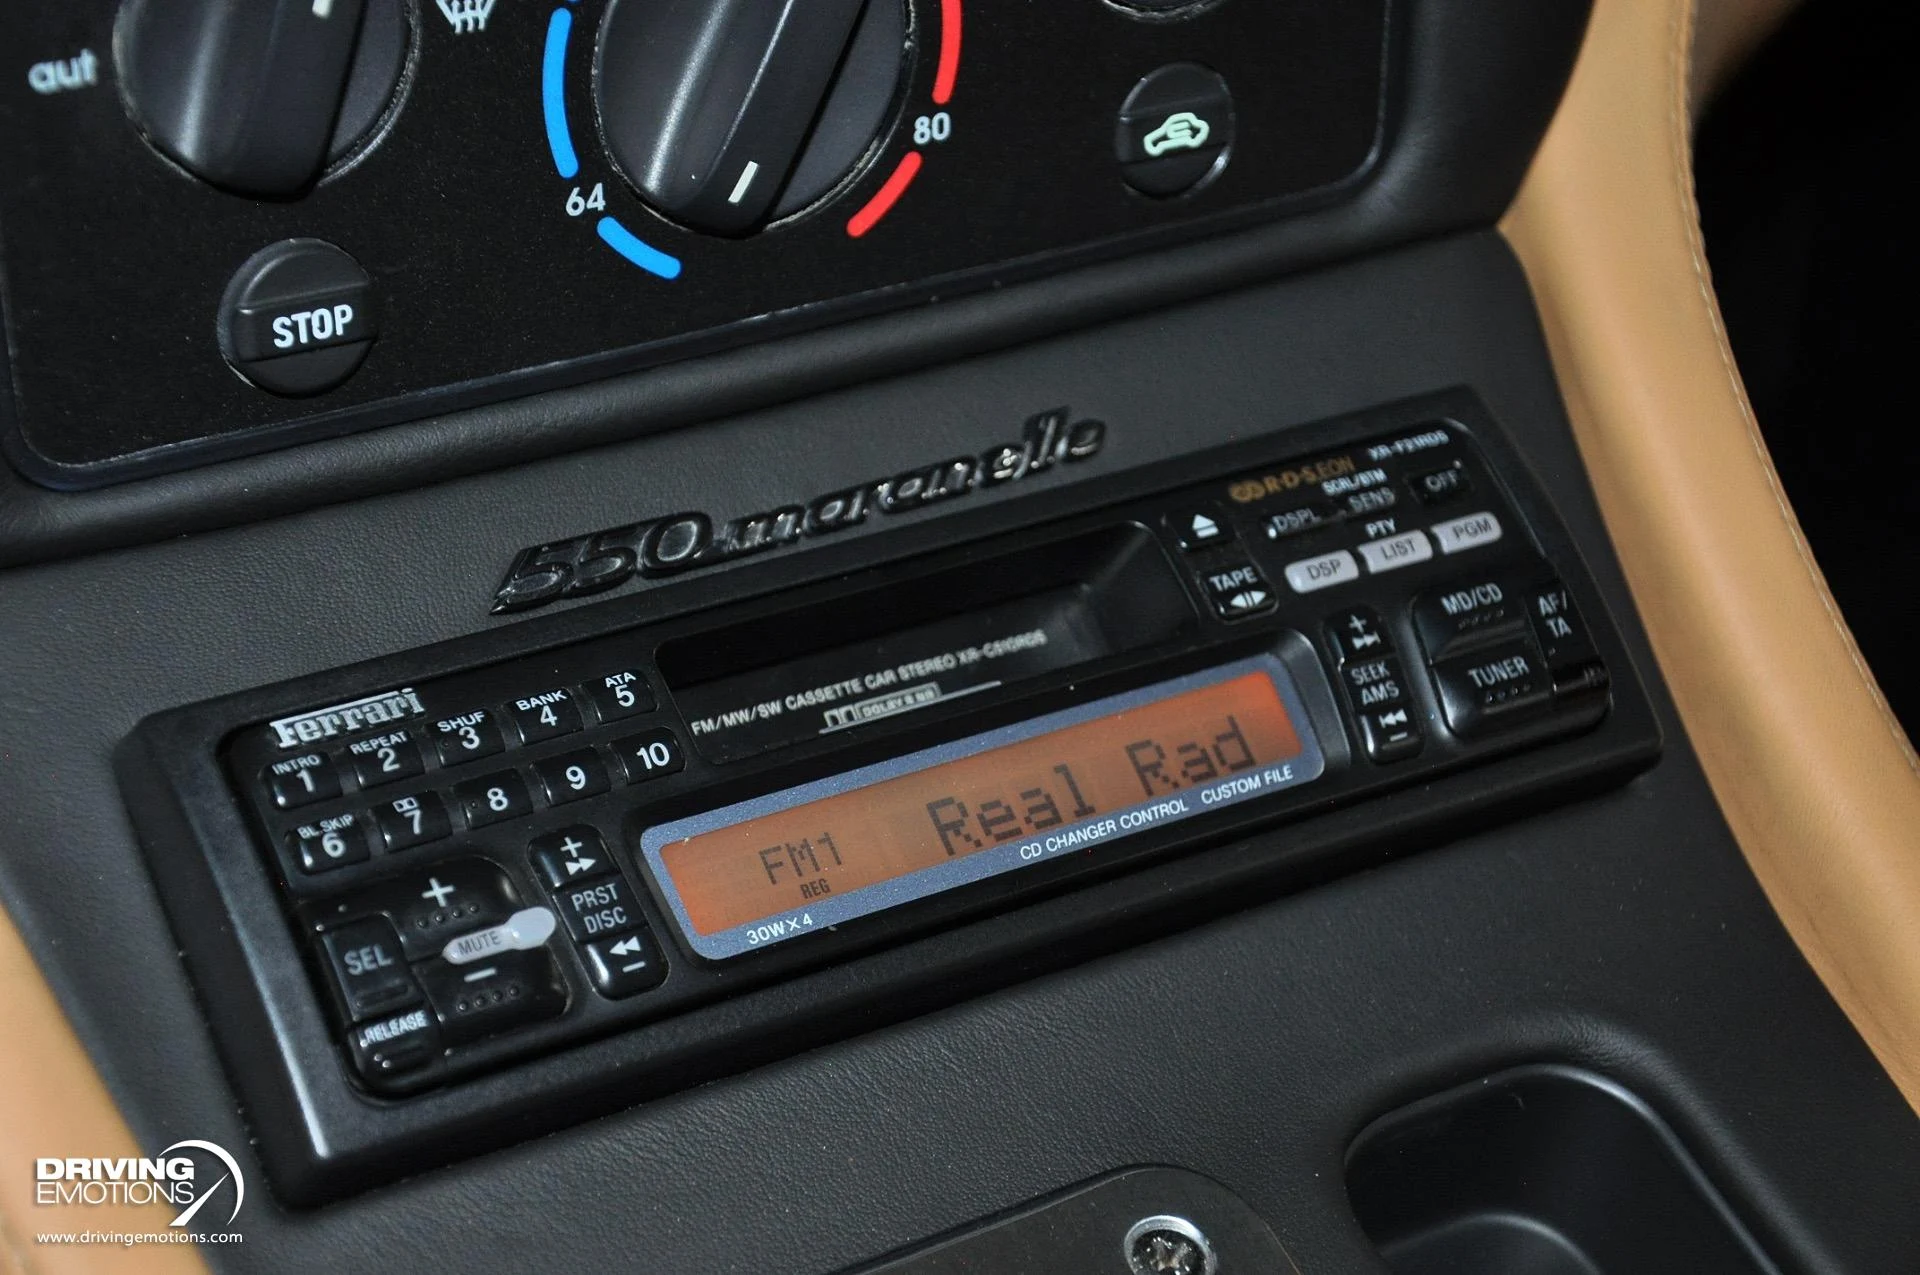 aut
64
80
STOP
550 maranello
R·D·S EON
DSPL
SENS
OFF
PTY
DSP
LIST
PGM
TAPE
MD/CD
AF/
TA
SEEK
AMS
TUNER
FM/MW/SW CASSETTE CAR STEREO
Ferrari
INTRO
1
REPEAT
2
SHUF
3
BANK
4
ATA
5
BL.SKIP
6
7
8
9
10
+
PRST
DISC
−
SEL
+
MUTE
−
RELEASE
FM1
REG
Real Rad
30W×4
CD CHANGER CONTROL
CUSTOM FILE
DRIVING
EMOTIONS
www.drivingemotions.com